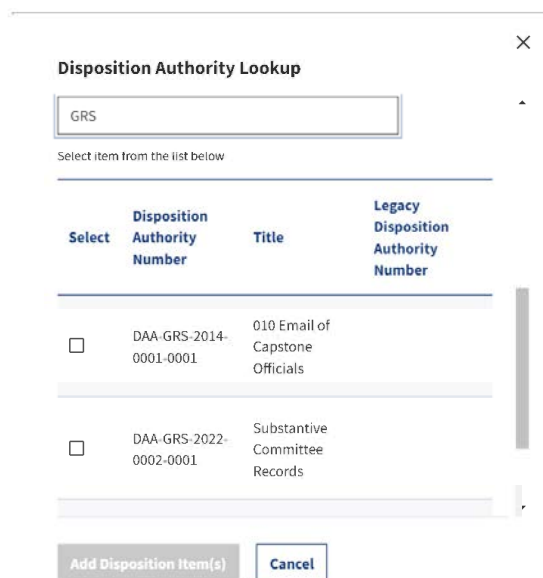 Disposition Authority Lookup
GRS
Select item from the list below
Select
Disposition
Authority
Number
Title
Legacy
Disposition
Authority
Number
DAA-GRS-2014-
0001-0001
010 Email of
Capstone
Officials
DAA-GRS-2022-
0002-0001
Substantive
Committee
Records
Add Disposition Item(s)
Cancel